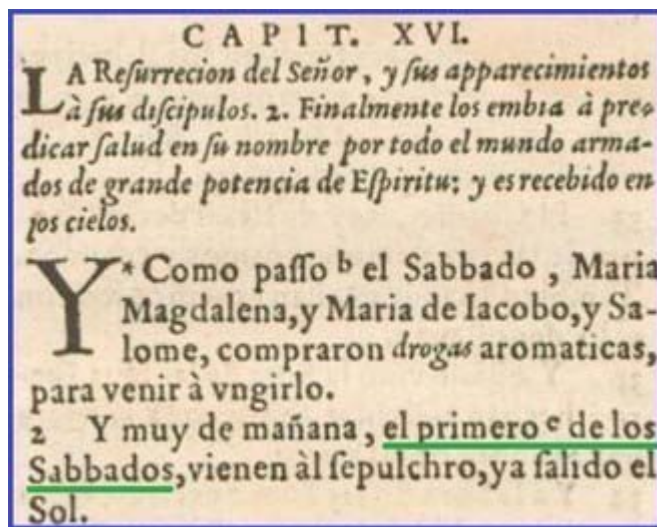 CAPIT. XVI.
LA Reſurrecion del Señor, y ſus apparecimientos
à ſus diſcipulos. 2. Finalmente los embia à pre-
dicar ſalud en ſu nombre por todo el mundo arma-
dos de grande potencia de Eſpiritu: y es recebido en
los cielos.
Y * Como paſſo b el Sabbado, Maria
Magdalena, y Maria de Iacobo, y Sa-
lome, compraron drogas aromaticas,
para venir à vngirlo.
2 Y muy de mañana, el primero c de los
Sabbados, vienen àl ſepulchro, ya ſalido el
Sol.